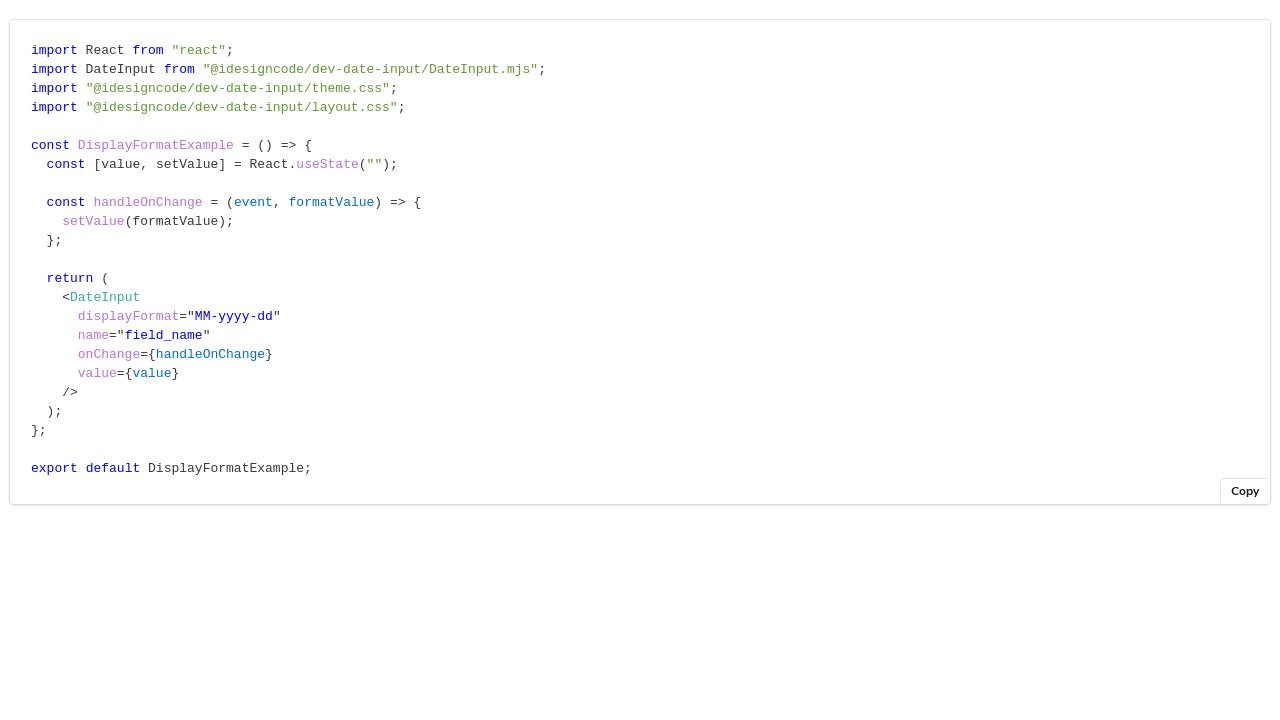 import React from "react";
import DateInput from "@idesigncode/dev-date-input/DateInput.mjs";
import "@idesigncode/dev-date-input/theme.css";
import "@idesigncode/dev-date-input/layout.css";

const DisplayFormatExample = () => {
  const [value, setValue] = React.useState("");

  const handleOnChange = (event, formatValue) => {
    setValue(formatValue);
  };

  return (
    <DateInput
      displayFormat="MM-yyyy-dd"
      name="field_name"
      onChange={handleOnChange}
      value={value}
    />
  );
};

export default DisplayFormatExample;
Copy